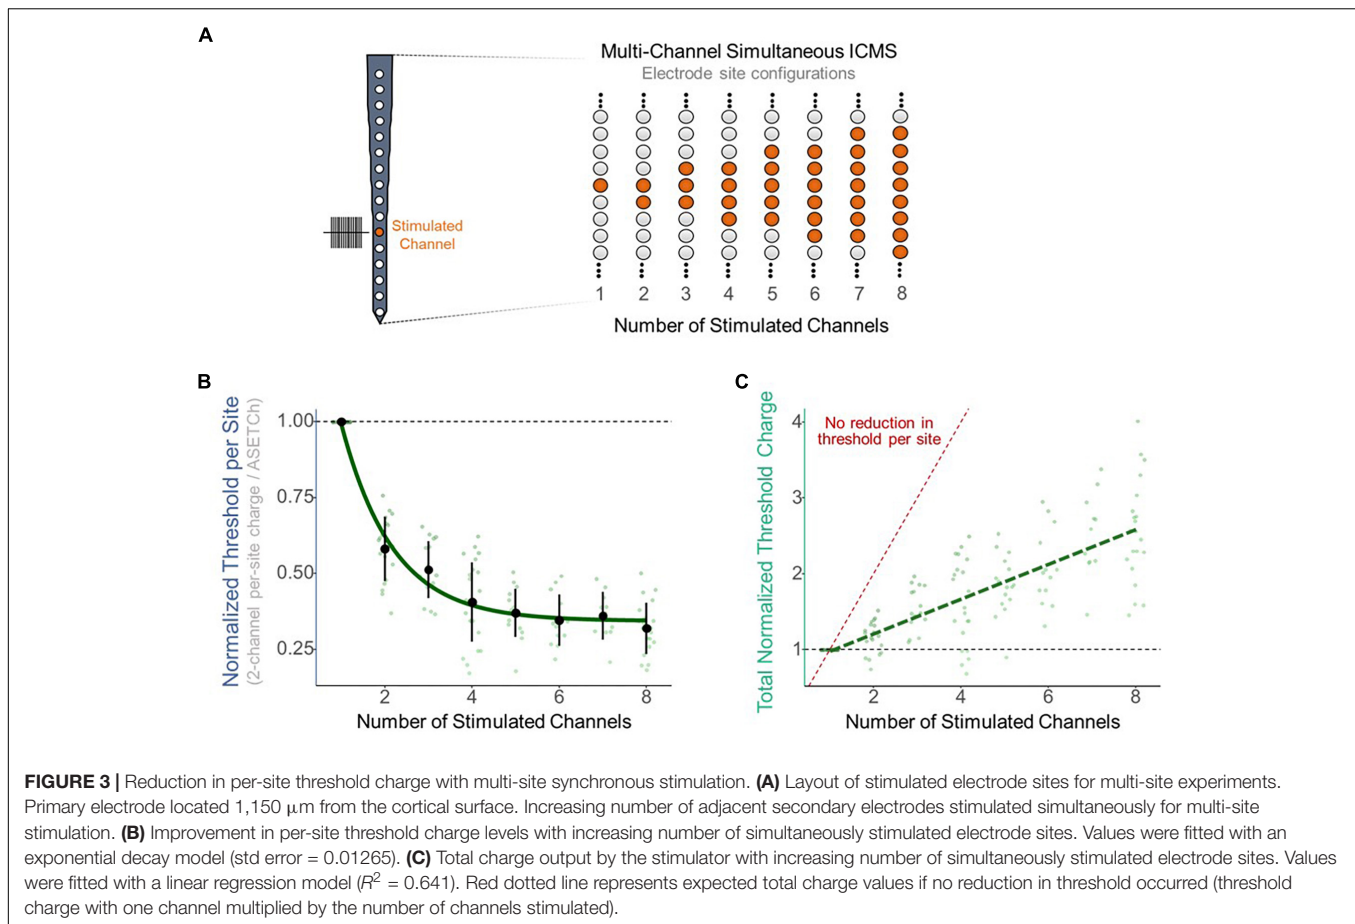 A
Multi-Channel Simultaneous ICMS
Electrode site configurations
Stimulated
Channel
1 2 3 4 5 6 7 8
Number of Stimulated Channels
B
Normalized Threshold per Site
(2-channel per-site charge / ASETCh)
1.00
0.75
0.50
0.25
2 4 6 8
Number of Stimulated Channels
C
Total Normalized Threshold Charge
No reduction in
threshold per site
4
3
2
1
2 4 6 8
Number of Stimulated Channels
FIGURE 3 | Reduction in per-site threshold charge with multi-site synchronous stimulation. (A) Layout of stimulated electrode sites for multi-site experiments.
Primary electrode located 1,150 μm from the cortical surface. Increasing number of adjacent secondary electrodes stimulated simultaneously for multi-site
stimulation. (B) Improvement in per-site threshold charge levels with increasing number of simultaneously stimulated electrode sites. Values were fitted with an
exponential decay model (std error = 0.01265). (C) Total charge output by the stimulator with increasing number of simultaneously stimulated electrode sites. Values
were fitted with a linear regression model (R² = 0.641). Red dotted line represents expected total charge values if no reduction in threshold occurred (threshold
charge with one channel multiplied by the number of channels stimulated).